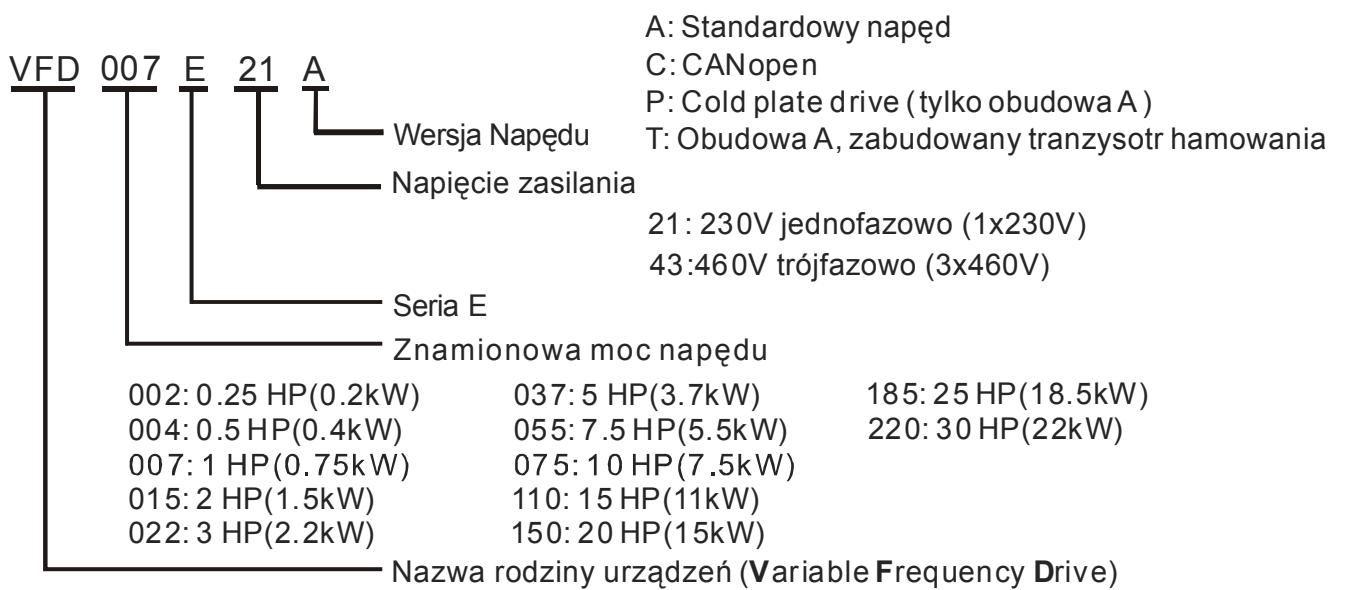 A: Standardowy napęd
VFD 007 E 21 A
C: CANopen
P: Cold plate drive (tylko obudowa A )
Wersja Napędu
T: Obudowa A, zabudowany tranzysotr hamowania
Napięcie zasilania
21: 230V jednofazowo (1x230V)
43:460V trójfazowo (3x460V)
Seria E
Znamionowa moc napędu
002: 0.25 HP(0.2kW) 037: 5 HP(3.7kW) 185: 25 HP(18.5kW)
004: 0.5 HP(0.4kW) 055: 7.5 HP(5.5kW) 220: 30 HP(22kW)
007: 1 HP(0.75kW) 075: 10 HP(7.5kW)
015: 2 HP(1.5kW) 110: 15 HP(11kW)
022: 3 HP(2.2kW) 150: 20 HP(15kW)
Nazwa rodziny urządzeń (Variable Frequency Drive)